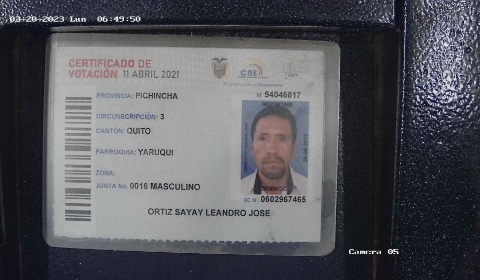 03-20-2023 Lun 06:49:50
CERTIFICADO DE
VOTACIÓN 11 ABRIL 2021
CNE
PROVINCIA: PICHINCHA
N° 94046817
CIRCUNSCRIPCIÓN: 3
CANTÓN: QUITO
PARROQUIA: YARUQUI
ZONA:
JUNTA No. 0016 MASCULINO
CC N°: 0602967465
ORTIZ SAYAY LEANDRO JOSE
Camera 05